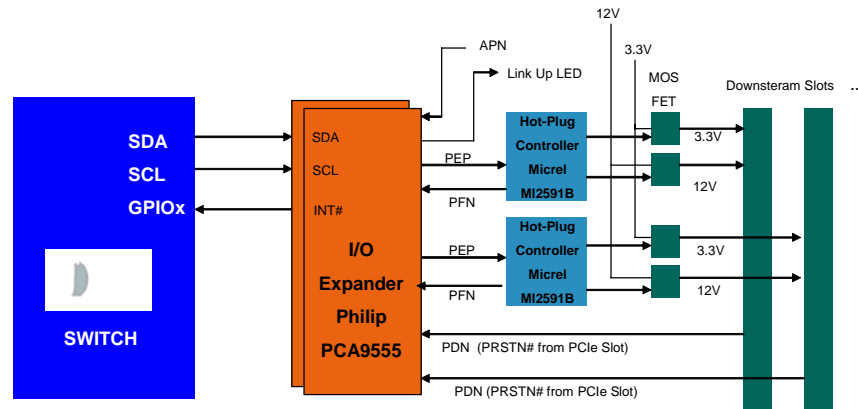 12V
APN
3.3V
Link Up LED
MOS
FET
Downsteram Slots ..
SDA
SCL
GPIOx
SWITCH
SDA
SCL
INT#
I/O
Expander
Philip
PCA9555
PEP
PFN
Hot-Plug
Controller
Micrel
MI2591B
3.3V
12V
PEP
PFN
Hot-Plug
Controller
Micrel
MI2591B
3.3V
12V
PDN (PRSTN# from PCIe Slot)
PDN (PRSTN# from PCIe Slot)